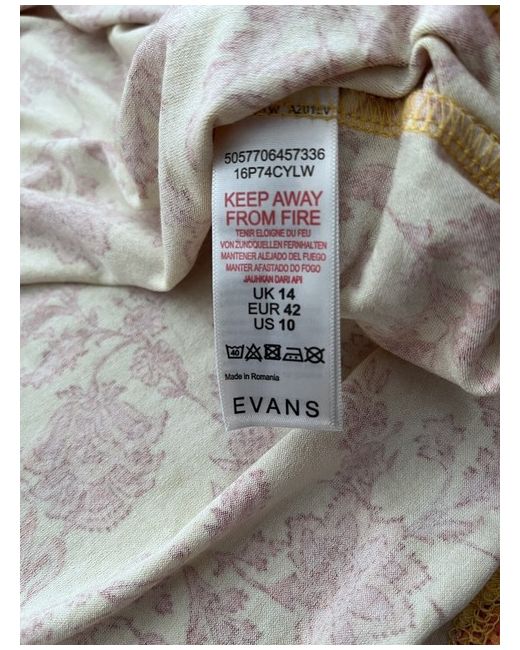 5057706457336
16P74CYLW
KEEP AWAY
FROM FIRE
TENIR ELOIGNE DU FEU
VON ZUNDQUELLEN FERNHALTEN
MANTENER ALEJADO DEL FUEGO
MANTER AFASTADO DO FOGO
JAUHKAN DARI API
UK 14
EUR 42
US 10
40
Made in Romania
EVANS